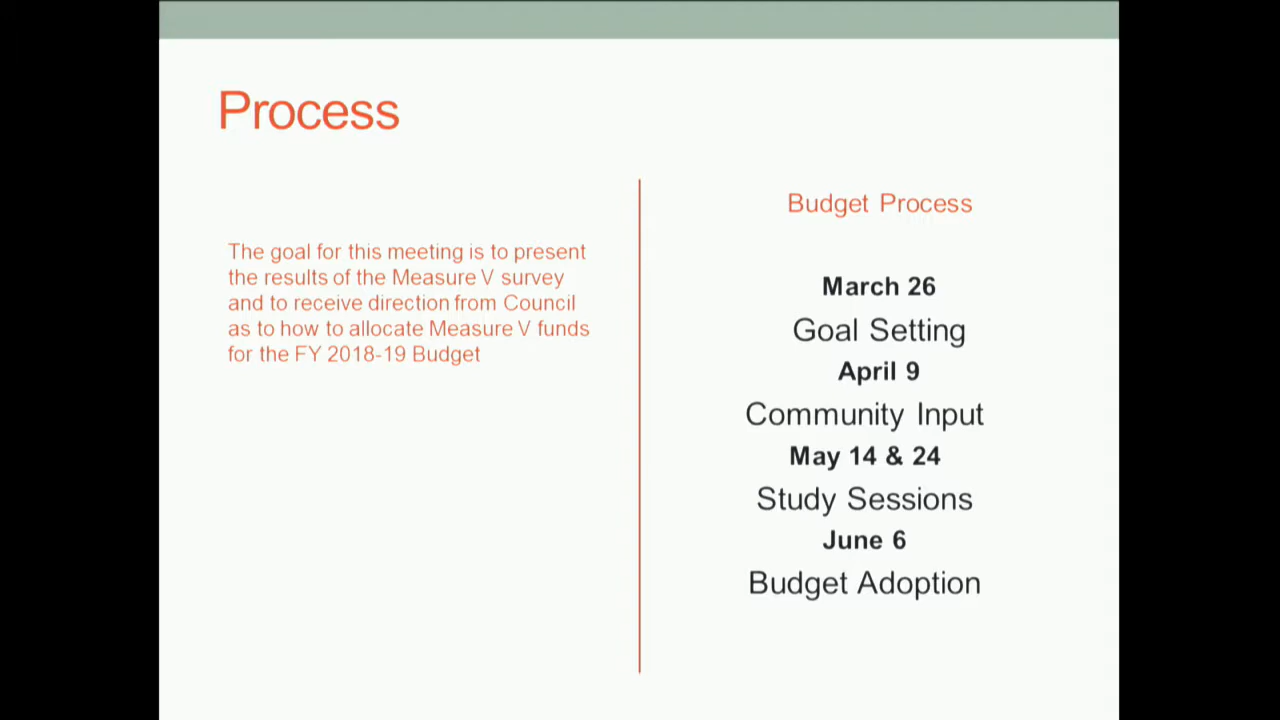 Process
The goal for this meeting is to present
the results of the Measure V survey
and to receive direction from Council
as to how to allocate Measure V funds
for the FY 2018-19 Budget
Budget Process
March 26
Goal Setting
April 9
Community Input
May 14 & 24
Study Sessions
June 6
Budget Adoption